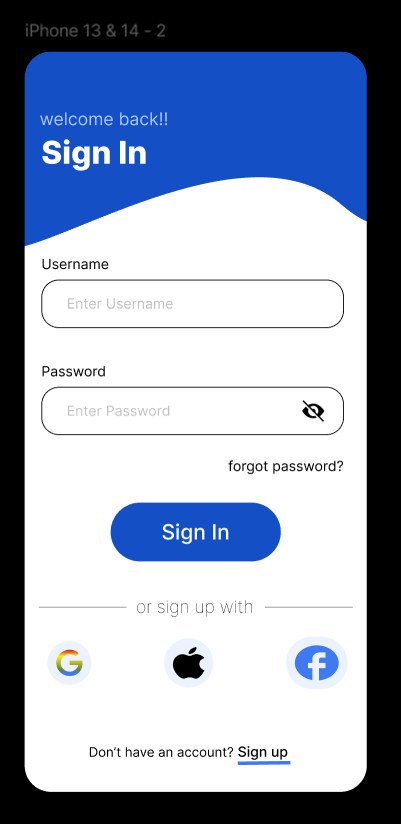 iPhone 13 & 14 - 2
welcome back!!
Sign In
Username
Enter Username
Password
Enter Password
forgot password?
Sign In
or sign up with
Don't have an account? Sign up